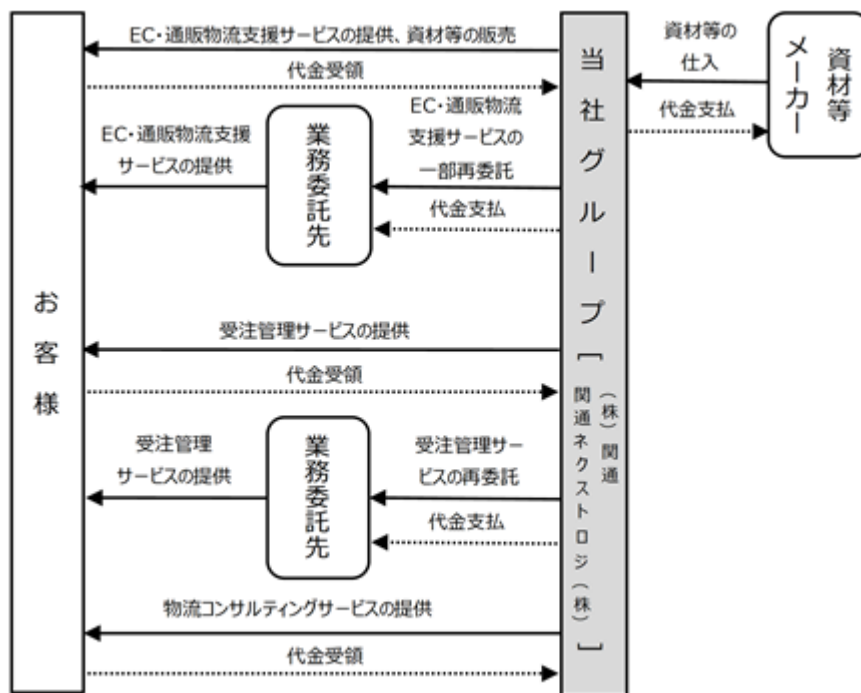 EC・通販物流支援サービスの提供、資材等の販売
代金受領
EC・通販物流支援
サービスの提供
業務委託先
EC・通販物流
支援サービスの
一部再委託
代金支払
資材等の
仕入
代金支払
資材等
メーカー
お客様
当社グループ[
(株)関通
関通ネクストロジ(株)
]
受注管理サービスの提供
代金受領
受注管理
サービスの提供
業務委託先
受注管理サー
ビスの再委託
代金支払
物流コンサルティングサービスの提供
代金受領